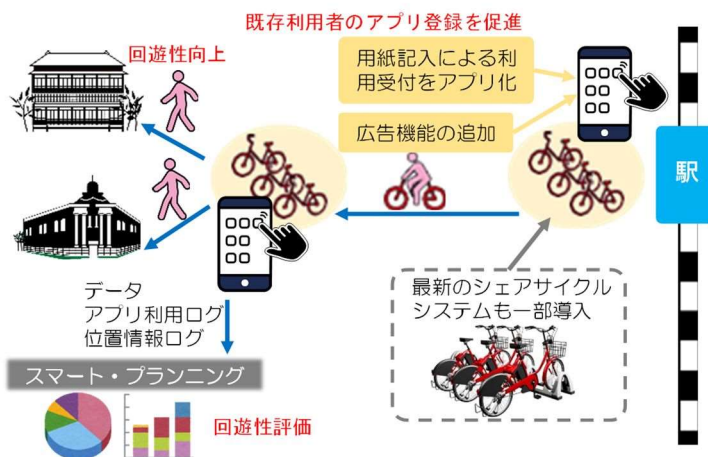 既存利用者のアプリ登録を促進
回遊性向上
用紙記入による利
用受付をアプリ化
広告機能の追加
駅
最新のシェアサイクル
システムも一部導入
データ
アプリ利用ログ
位置情報ログ
スマート・プランニング
回遊性評価